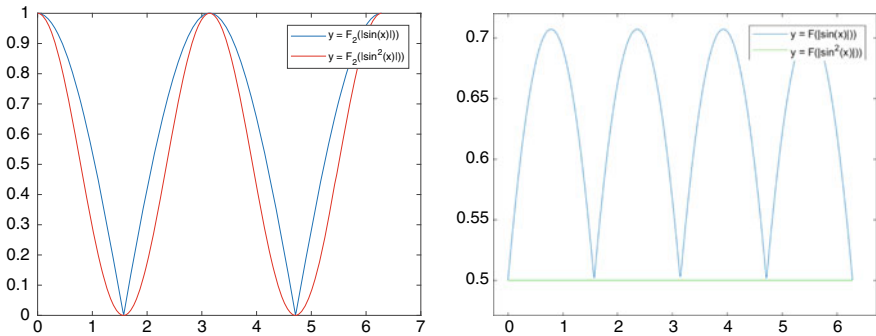 1
0.9
0.8
0.7
0.6
0.5
0.4
0.3
0.2
0.1
0
0 1 2 3 4 5 6 7
y = F2(|sin(x)|))
y = F2(|sin²(x)|))
0.7
0.65
0.6
0.55
0.5
0 1 2 3 4 5 6
y = F(|sin(x)|))
y = F(|sin²(x)|))